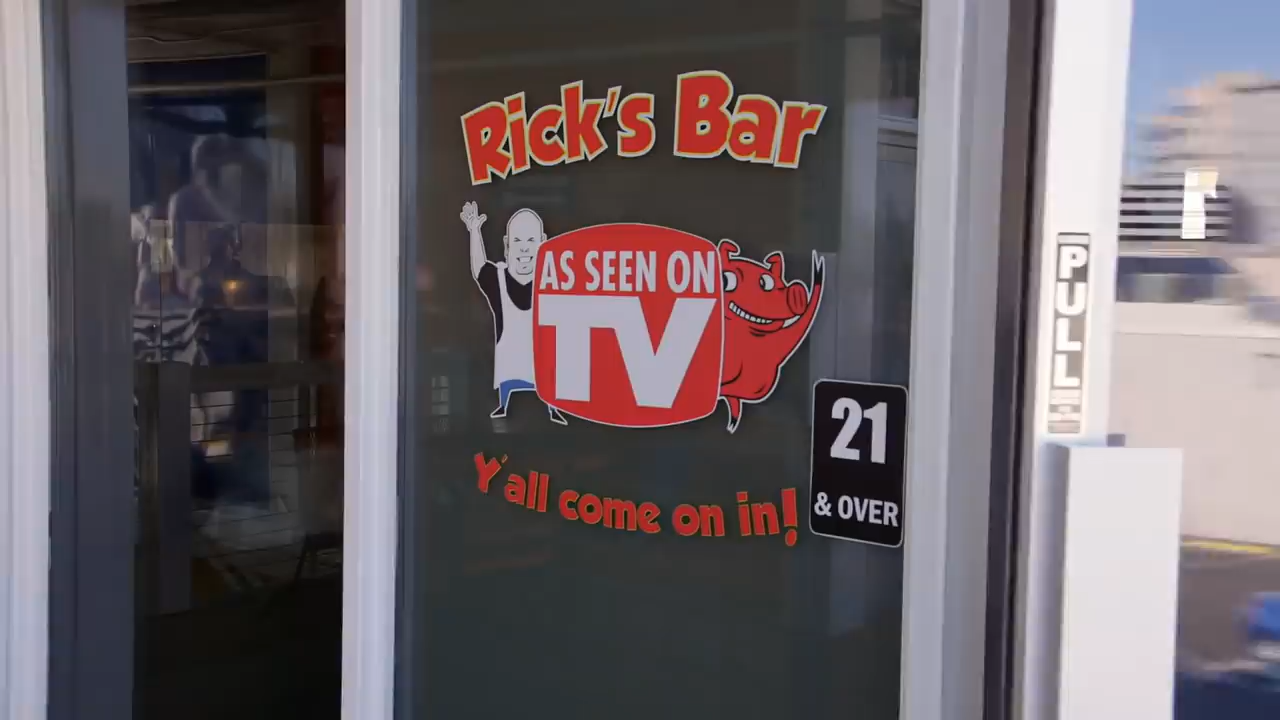 Rick's Bar
AS SEEN ON
TV
Y'all come on in!
21
& OVER
PULL